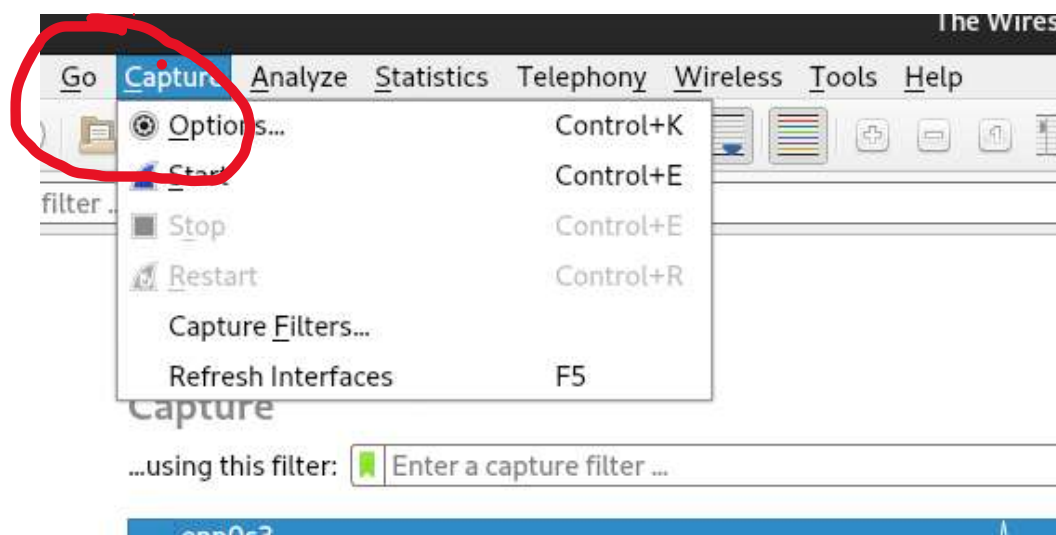 The Wires
Go Capture Analyze Statistics Telephony Wireless Tools Help
Options... Control+K
Start Control+E
filter ...
Stop Control+E
Restart Control+R
Capture Filters...
Refresh Interfaces F5
Capture
...using this filter: Enter a capture filter ...
enp0s3